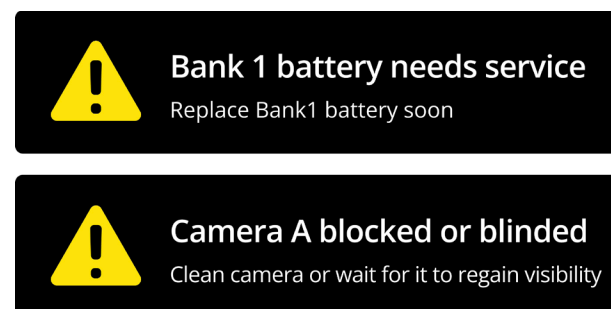 Bank 1 battery needs service
Replace Bank1 battery soon
Camera A blocked or blinded
Clean camera or wait for it to regain visibility